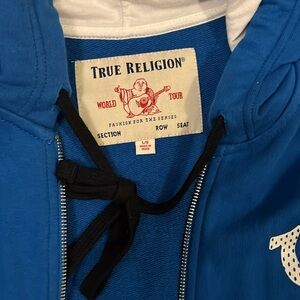 TRUE RELIGION®
WORLD TOUR
FASHION FOR THE SENSES
SECTION ROW SEAT
L/G